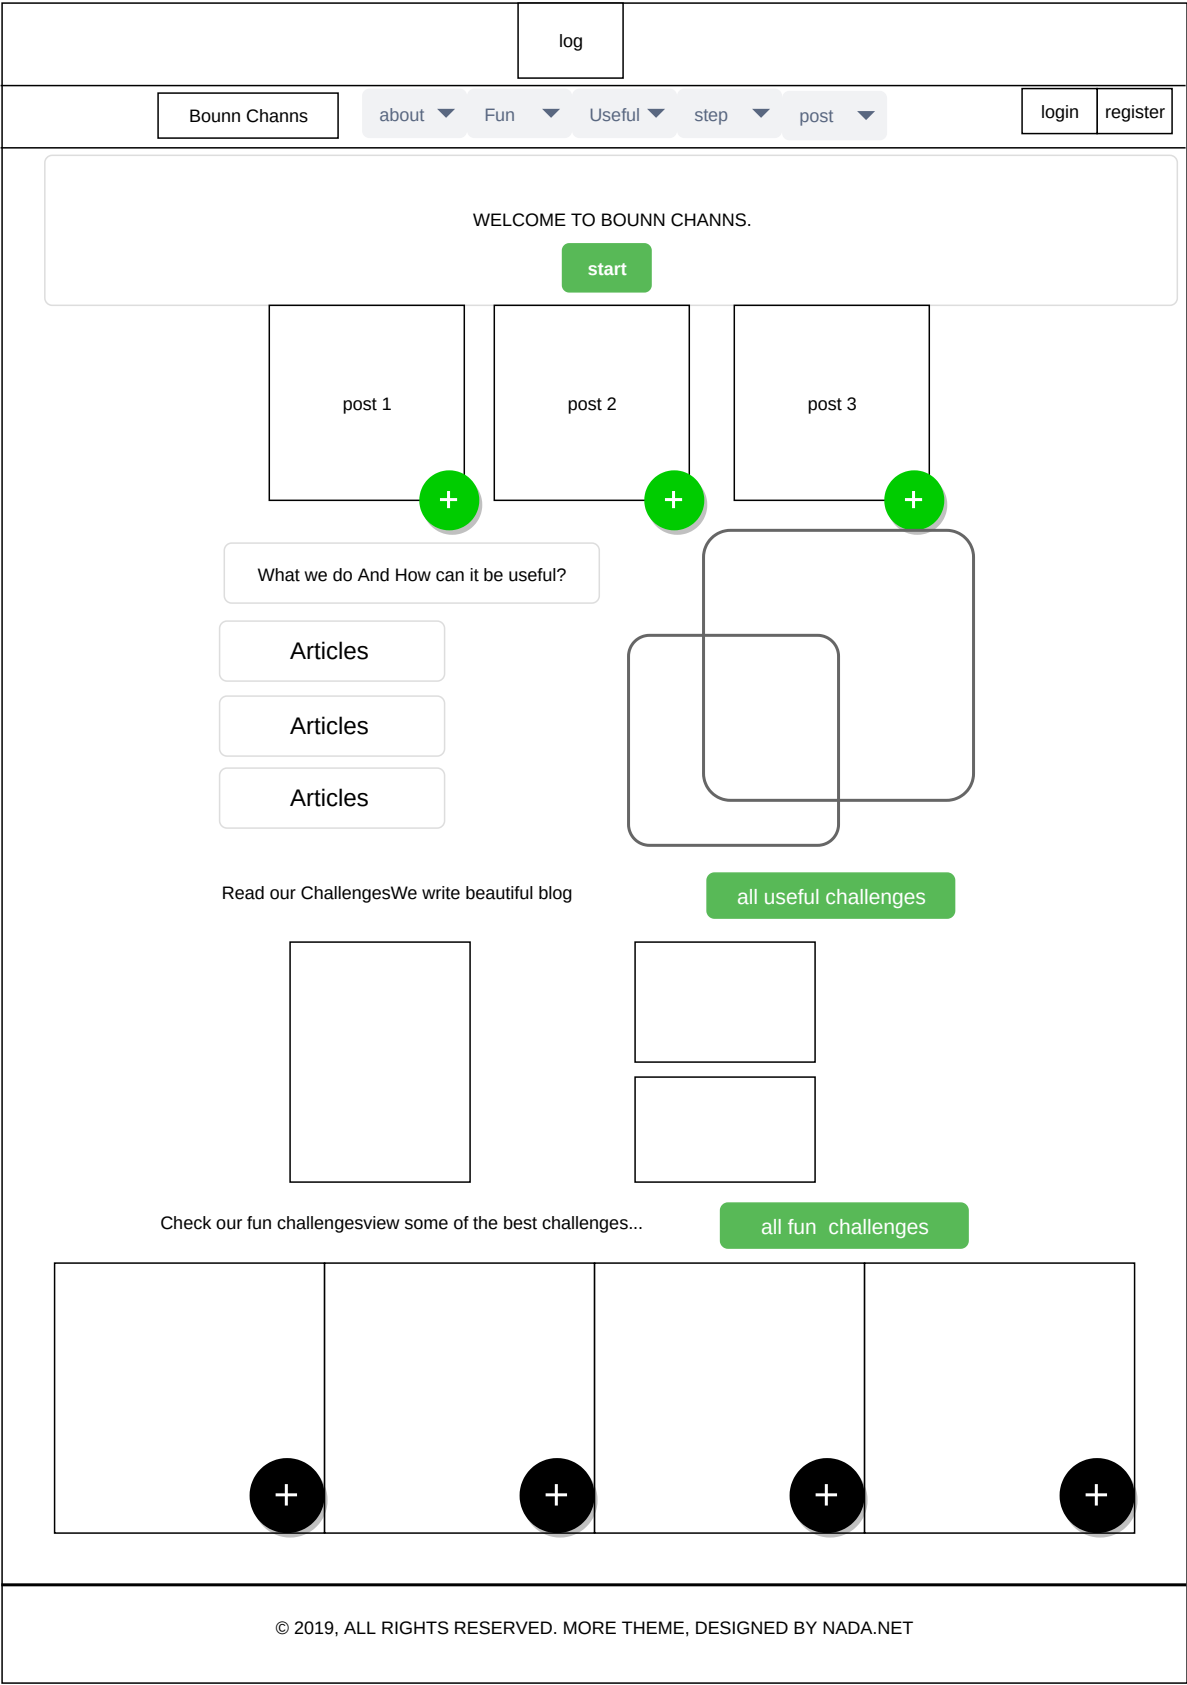 log
Bounn Channs
about
Fun
Useful
step
post
login
register
WELCOME TO BOUNN CHANNS.
start
post 1
post 2
post 3
+
+
+
What we do And How can it be useful?
Articles
Articles
Articles
Read our ChallengesWe write beautiful blog
all useful challenges
Check our fun challengesview some of the best challenges...
all fun  challenges
+
+
+
+
© 2019, ALL RIGHTS RESERVED. MORE THEME, DESIGNED BY NADA.NET